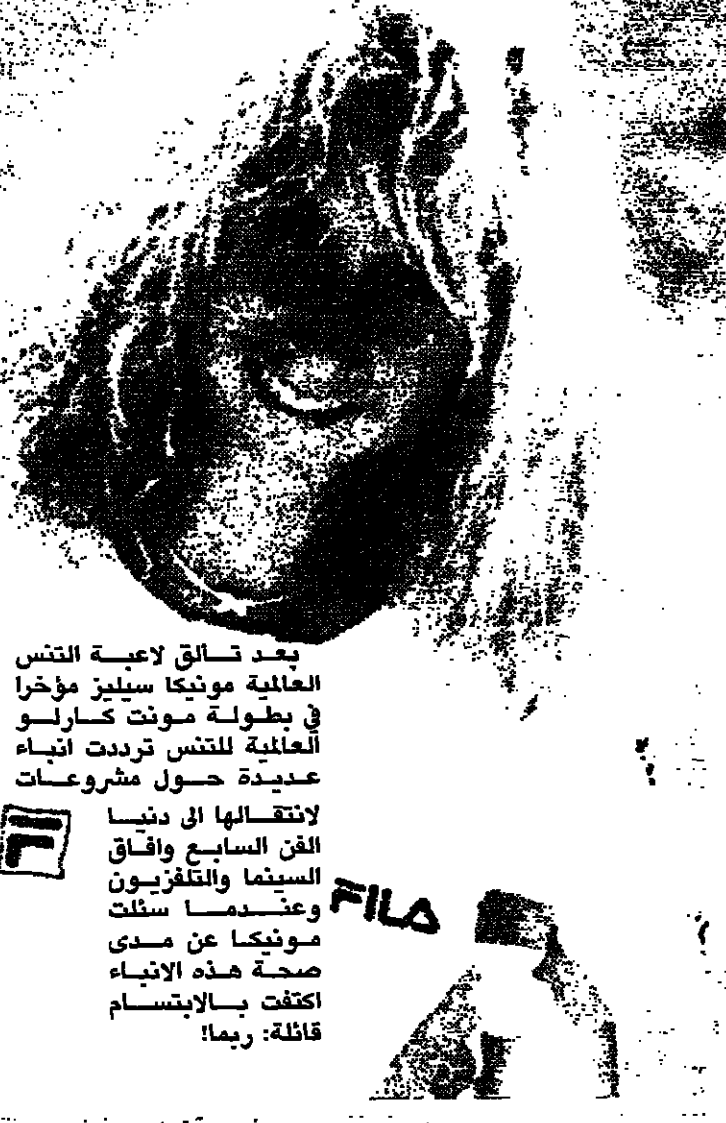 بعد تألق لاعبة التنس
العالمية مونيكا سيليز مؤخرا
في بطولة مونت كارلو
العالمية للتنس ترددت انباء
عديدة حول مشروعات
لانتقالها الى دنيا
الفن السابع وافاق
السينما والتلفزيون
وعندما سئلت
مونيكا عن مدى
صحة هذه الانباء
اكتفت بالابتسام
قائلة: ربما!
FILA